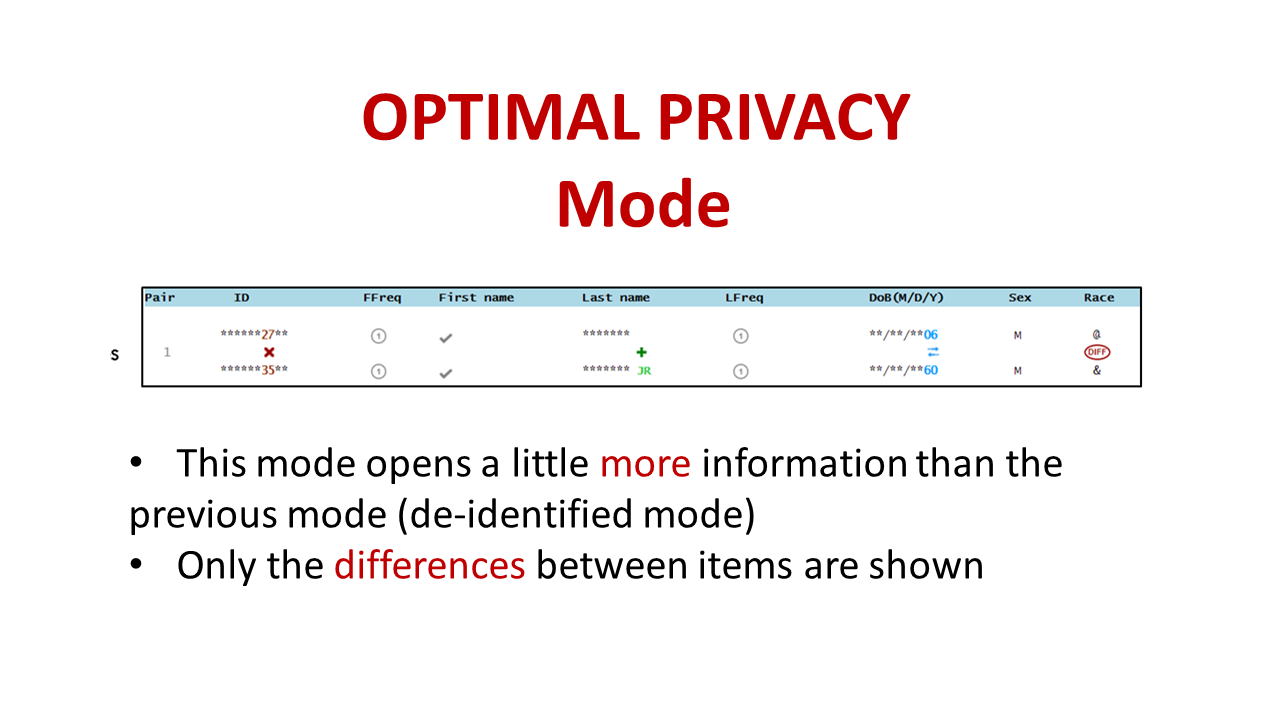 OPTIMAL PRIVACY
Mode
Pair ID FFreq First name Last name LFreq DoB(M/D/Y) Sex Race
******27** 1 ✔ ******* 1 **/**/**06 M @
S 1 ✖ + ⇄ DIFF
******35** 1 ✔ ******* JR 1 **/**/**60 M &
• This mode opens a little more information than the
previous mode (de-identified mode)
• Only the differences between items are shown